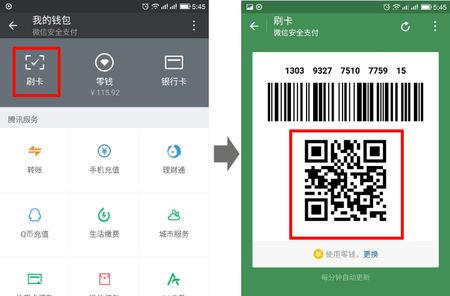 5:45
我的钱包
微信安全支付
刷卡
零钱
¥115.92
银行卡
腾讯服务
转账
手机充值
理财通
Q币充值
生活缴费
城市服务
5:45
刷卡
微信安全支付
1303 9327 7510 7759 15
使用零钱，更换
每分钟自动更新